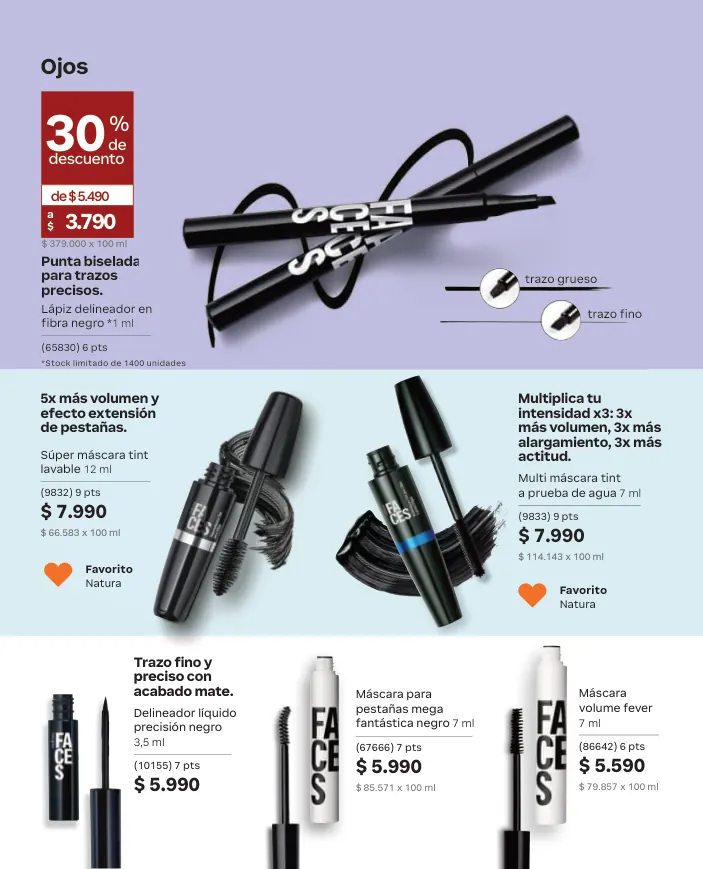 Ojos
30%
de
descuento
de $ 5.490
a $ 3.790
$ 379.000 x 100 ml
Punta biselada
para trazos
precisos.
Lápiz delineador en
fibra negro *1 ml
(65830) 6 pts
*Stock limitado de 1400 unidades
FACES
FACES
trazo grueso
trazo fino
5x más volumen y
efecto extensión
de pestañas.
Súper máscara tint
lavable 12 ml
(9832) 9 pts
$ 7.990
$ 66.583 x 100 ml
Favorito
Natura
FACES
FACES
Multiplica tu
intensidad x3: 3x
más volumen, 3x más
alargamiento, 3x más
actitud.
Multi máscara tint
a prueba de agua 7 ml
(9833) 9 pts
$ 7.990
$ 114.143 x 100 ml
Favorito
Natura
FACES
Trazo fino y
preciso con
acabado mate.
Delineador líquido
precisión negro
3,5 ml
(10155) 7 pts
$ 5.990
FACES
Máscara para
pestañas mega
fantástica negro 7 ml
(67666) 7 pts
$ 5.990
$ 85.571 x 100 ml
FACES
Máscara
volume fever
7 ml
(86642) 6 pts
$ 5.590
$ 79.857 x 100 ml